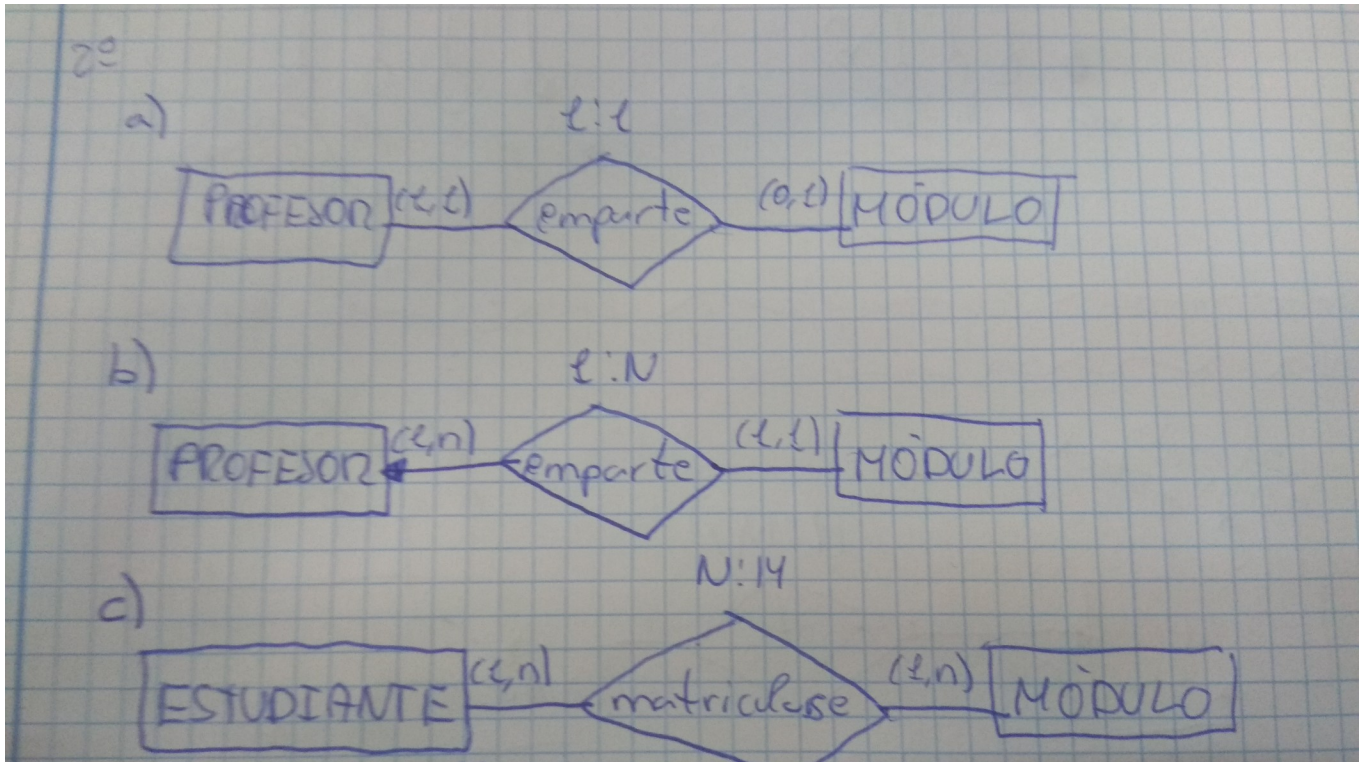 2º
a)
1:1
PROFESOR (1,1) emparte (0,1) MÓDULO
b)
1:N
PROFESOR (1,n) emparte (1,1) MÓDULO
N:M
c)
ESTUDIANTE (1,n) matriculase (1,n) MÓDULO